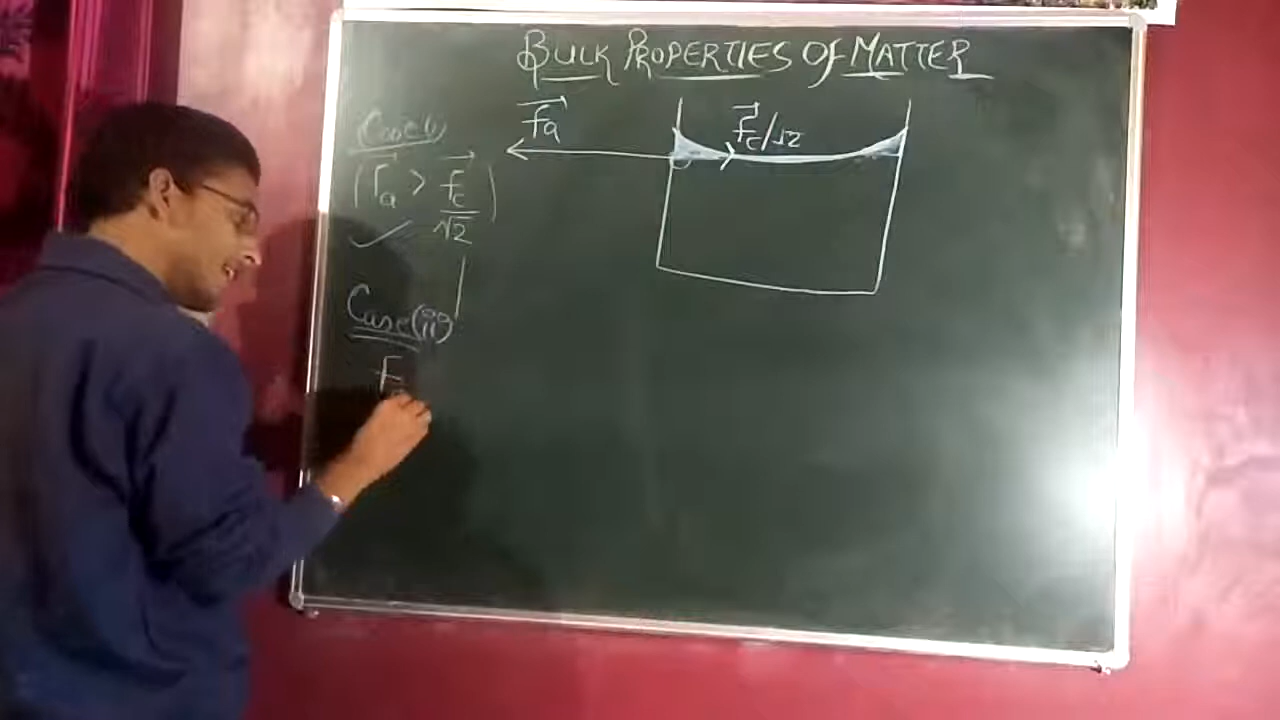 BULK PROPERTIES OF MATTER
Case(i)
(Fa > Fc/√2)
Case(ii)
F
Fa
Fc/√2